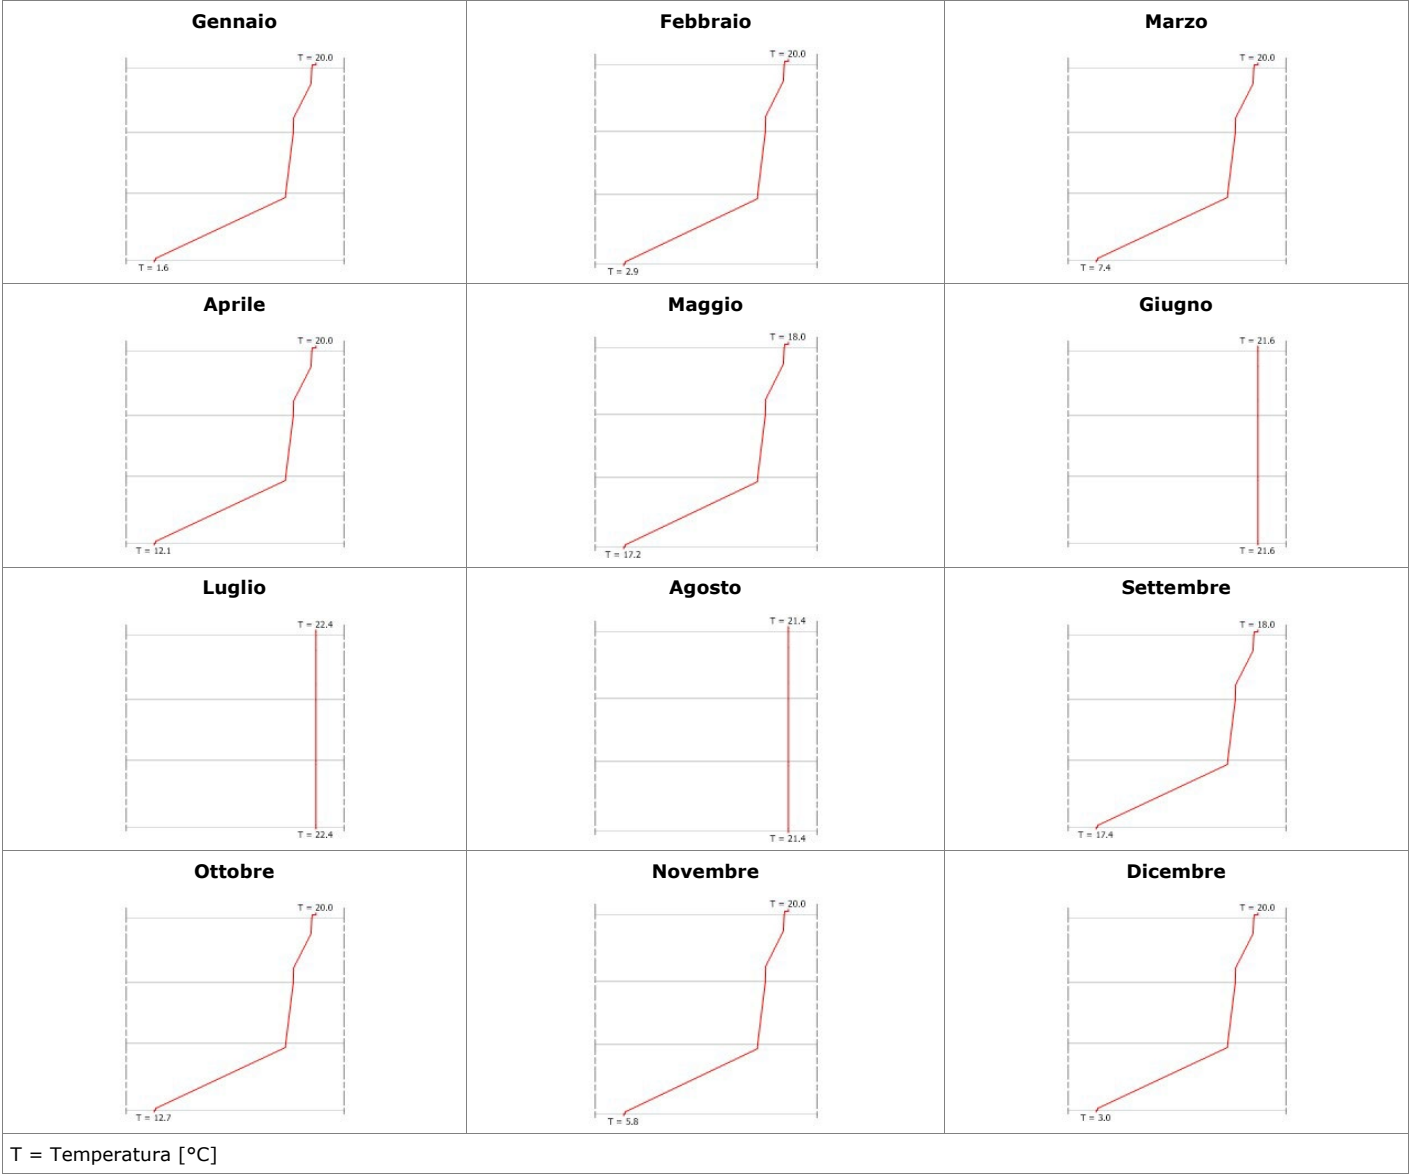 Gennaio
T = 20.0
T = 1.6
Febbraio
T = 20.0
T = 2.9
Marzo
T = 20.0
T = 7.4
Aprile
T = 20.0
T = 12.1
Maggio
T = 18.0
T = 17.2
Giugno
T = 21.6
T = 21.6
Luglio
T = 22.4
T = 22.4
Agosto
T = 21.4
T = 21.4
Settembre
T = 18.0
T = 17.4
Ottobre
T = 20.0
T = 12.7
Novembre
T = 20.0
T = 5.8
Dicembre
T = 20.0
T = 3.0
T = Temperatura [°C]